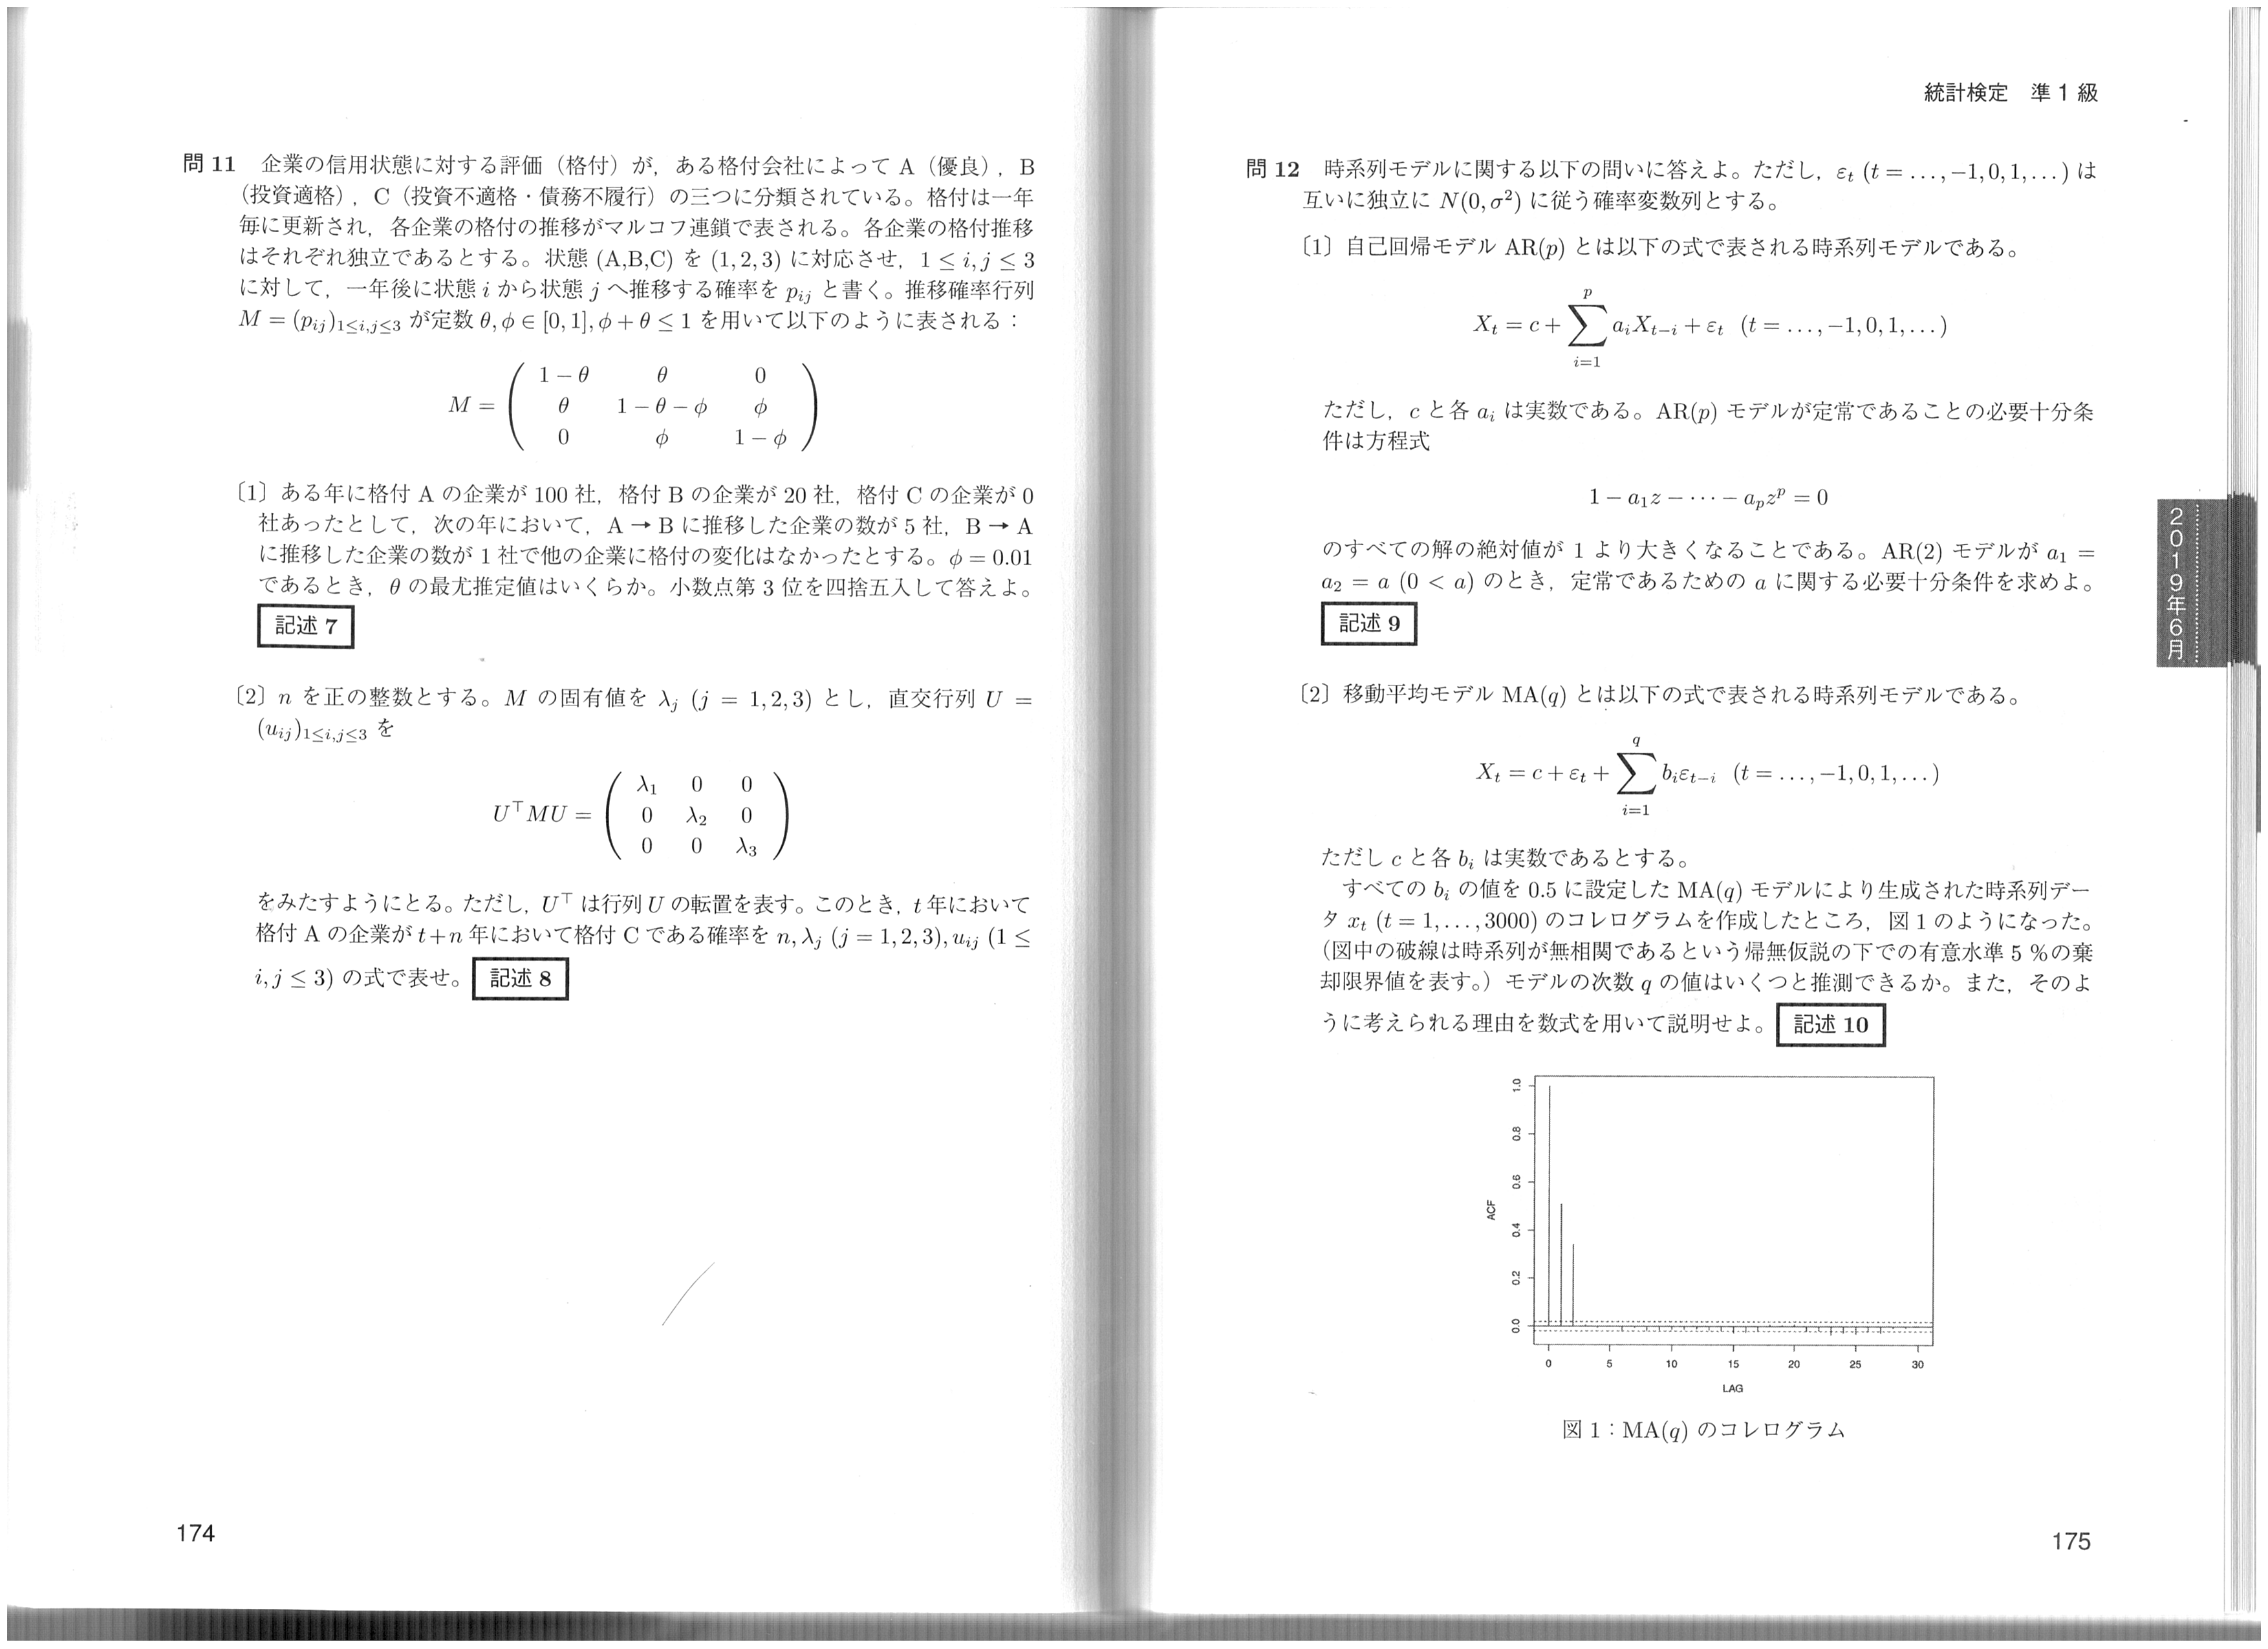 問 11 企業の信用状態に対する評価（格付）が，ある格付会社によって A（優良），B
（投資適格），C（投資不適格・債務不履行）の三つに分類されている。格付は一年
毎に更新され，各企業の格付の推移がマルコフ連鎖で表される。各企業の格付推移
はそれぞれ独立であるとする。状態 (A,B,C) を (1, 2, 3) に対応させ，1 ≤ i, j ≤ 3
に対して，一年後に状態 i から状態 j へ推移する確率を p_{ij} と書く。推移確率行列
M = (p_{ij})_{1≤i,j≤3} が定数 θ, φ ∈ [0, 1], φ + θ ≤ 1 を用いて以下のように表される：
1 − θ θ 0
M = θ 1 − θ − φ φ
0 φ 1 − φ
〔1〕ある年に格付 A の企業が 100 社，格付 B の企業が 20 社，格付 C の企業が 0
社あったとして，次の年において，A → B に推移した企業の数が 5 社，B → A
に推移した企業の数が 1 社で他の企業に格付の変化はなかったとする。φ = 0.01
であるとき，θ の最尤推定値はいくらか。小数点第 3 位を四捨五入して答えよ。
記述 7
〔2〕n を正の整数とする。M の固有値を λ_j (j = 1, 2, 3) とし，直交行列 U =
(u_{ij})_{1≤i,j≤3} を
λ_1 0 0
U^⊤MU = 0 λ_2 0
0 0 λ_3
をみたすようにとる。ただし，U^⊤ は行列 U の転置を表す。このとき，t 年において
格付 A の企業が t+n 年において格付 C である確率を n, λ_j (j = 1, 2, 3), u_{ij} (1 ≤
i, j ≤ 3) の式で表せ。 記述 8
174
統計検定　準 1 級
問 12 時系列モデルに関する以下の問いに答えよ。ただし，ε_t (t = …, −1, 0, 1, …) は
互いに独立に N(0, σ²) に従う確率変数列とする。
〔1〕自己回帰モデル AR(p) とは以下の式で表される時系列モデルである。
X_t = c + ∑_{i=1}^{p} a_i X_{t−i} + ε_t (t = …, −1, 0, 1, …)
ただし，c と各 a_i は実数である。AR(p) モデルが定常であることの必要十分条
件は方程式
1 − a_1 z − ⋯ − a_p z^p = 0
のすべての解の絶対値が 1 より大きくなることである。AR(2) モデルが a_1 =
a_2 = a (0 < a) のとき，定常であるための a に関する必要十分条件を求めよ。
記述 9
〔2〕移動平均モデル MA(q) とは以下の式で表される時系列モデルである。
X_t = c + ε_t + ∑_{i=1}^{q} b_i ε_{t−i} (t = …, −1, 0, 1, …)
ただし c と各 b_i は実数であるとする。
すべての b_i の値を 0.5 に設定した MA(q) モデルにより生成された時系列デー
タ x_t (t = 1, …, 3000) のコレログラムを作成したところ，図 1 のようになった。
（図中の破線は時系列が無相関であるという帰無仮説の下での有意水準 5 ％の棄
却限界値を表す。）モデルの次数 q の値はいくつと推測できるか。また，そのよ
うに考えられる理由を数式を用いて説明せよ。 記述 10
1.0
0.8
0.6
0.4
0.2
0.0
ACF
0 5 10 15 20 25 30
LAG
図 1：MA(q) のコレログラム
175
2019年6月